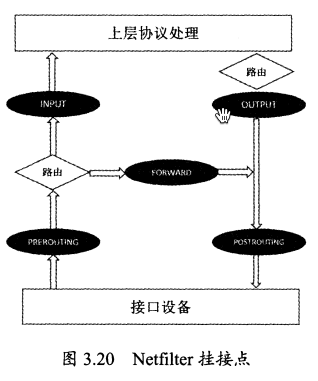 上层协议处理
路由
INPUT
OUTPUT
路由
FORWARD
PREROUTING
POSTROUTING
接口设备
图 3.20 Netfilter 挂接点